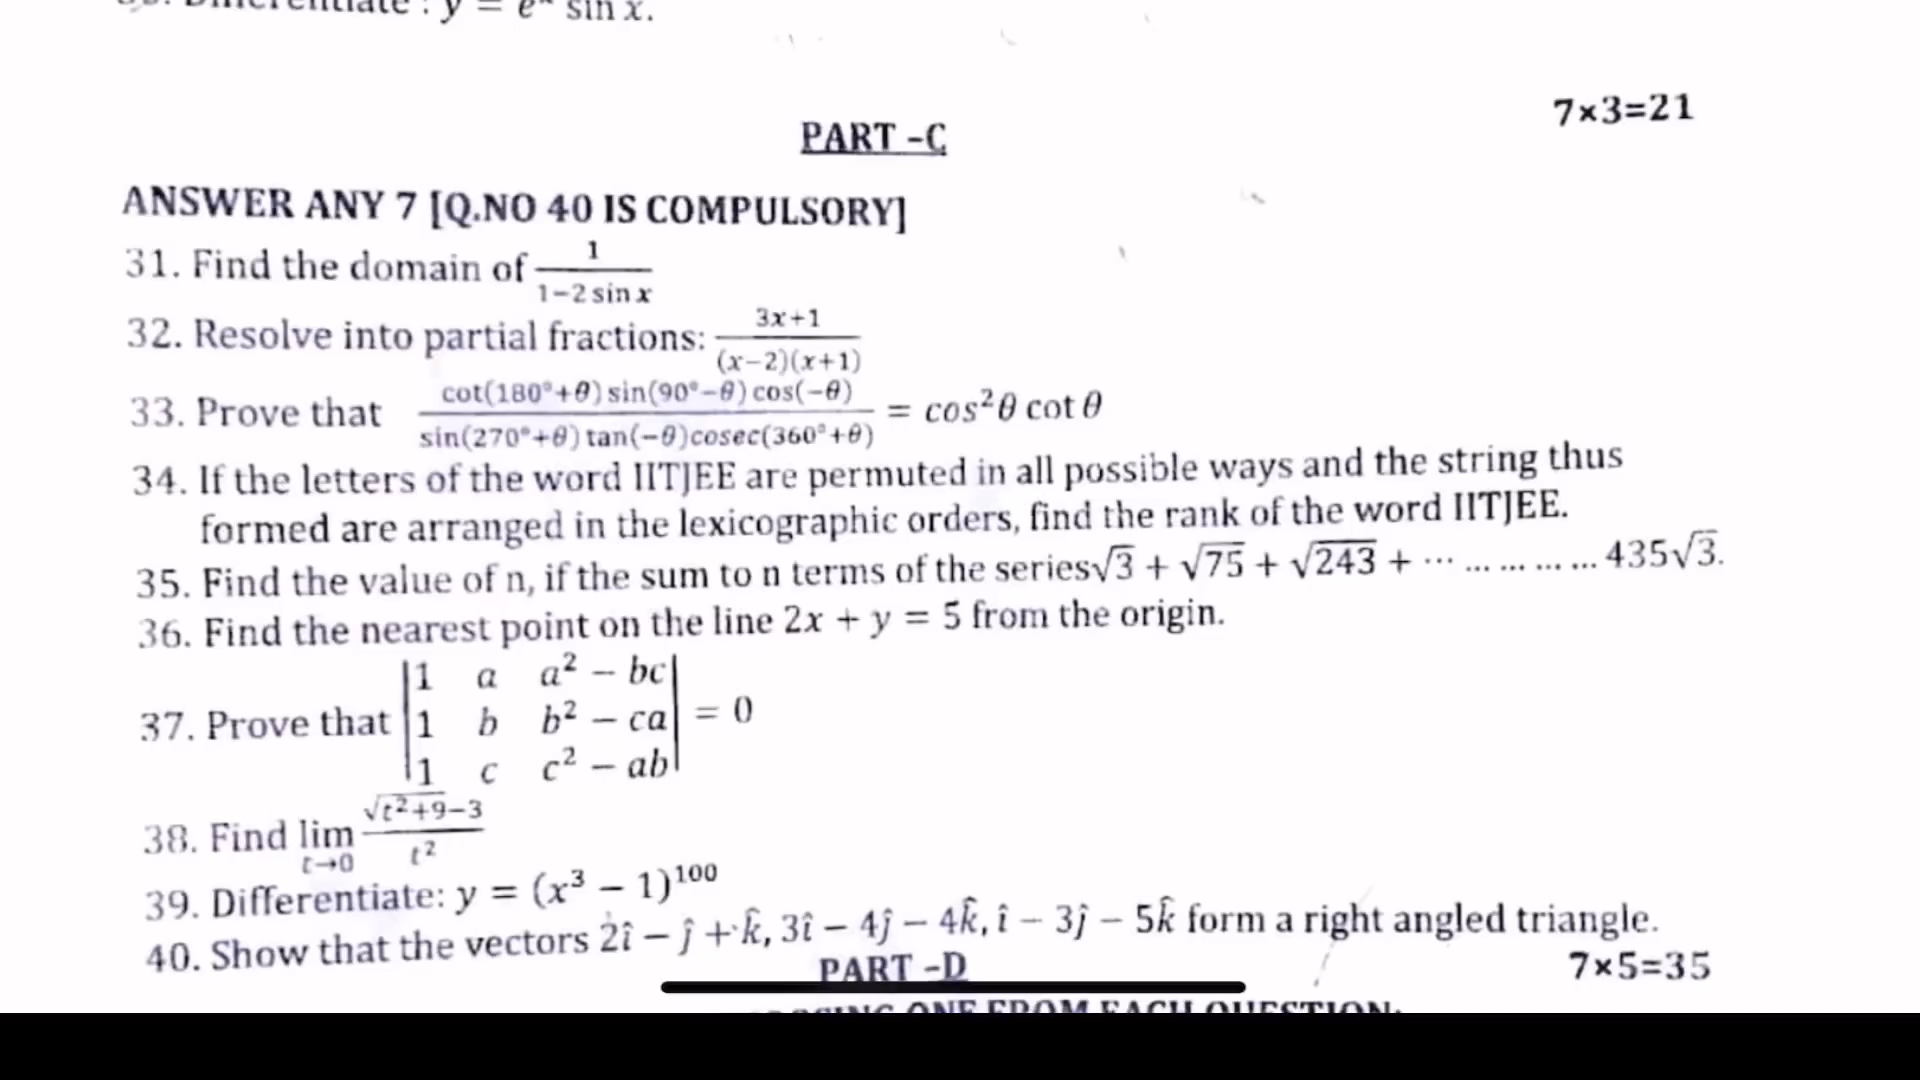 Differentiate : y = eˣ sin x.
7×3=21
PART -C
ANSWER ANY 7 [Q.NO 40 IS COMPULSORY]
31. Find the domain of 1/(1−2 sin x)
32. Resolve into partial fractions: (3x+1)/((x−2)(x+1))
33. Prove that (cot(180°+θ) sin(90°−θ) cos(−θ))/(sin(270°+θ) tan(−θ)cosec(360°+θ)) = cos²θ cot θ
34. If the letters of the word IITJEE are permuted in all possible ways and the string thus
formed are arranged in the lexicographic orders, find the rank of the word IITJEE.
35. Find the value of n, if the sum to n terms of the series√3 + √75 + √243 + ⋯ ... ... ... ... 435√3.
36. Find the nearest point on the line 2x + y = 5 from the origin.
37. Prove that |1 a a² − bc|
|1 b b² − ca| = 0
|1 c c² − ab|
38. Find lim t→0 (√(t²+9)−3)/t²
39. Differentiate: y = (x³ − 1)¹⁰⁰
40. Show that the vectors 2î − ĵ + k̂, 3î − 4ĵ − 4k̂, î − 3ĵ − 5k̂ form a right angled triangle.
PART -D
7×5=35
ONE FROM EACH QUESTION: